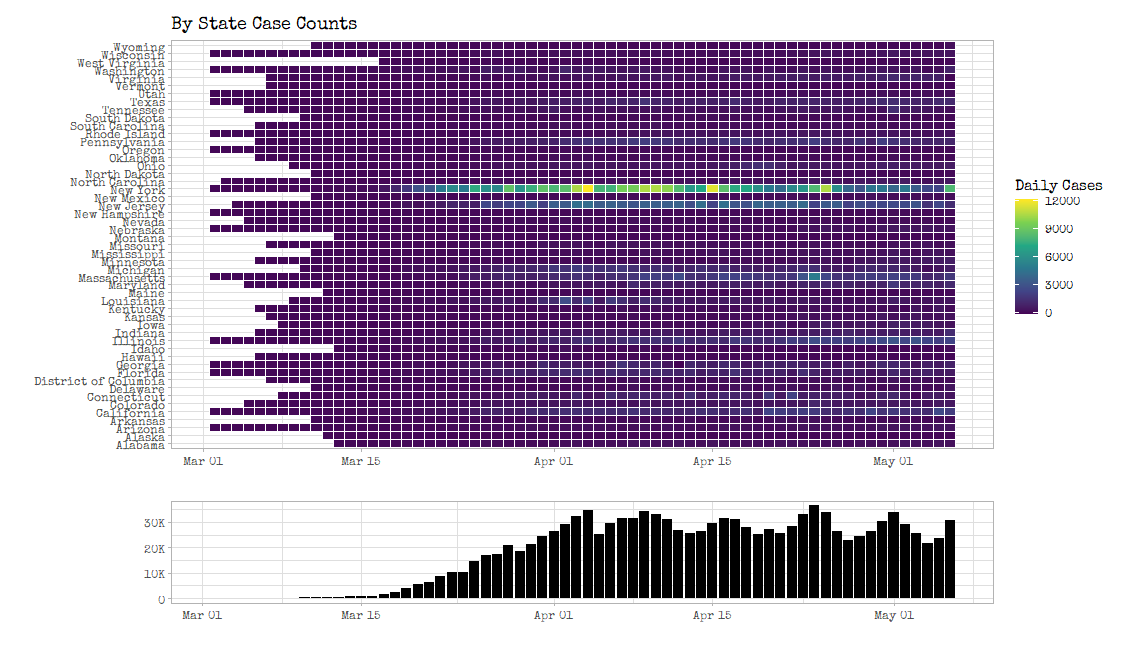 By State Case Counts
Wyoming
Wisconsin
West Virginia
Washington
Virginia
Vermont
Utah
Texas
Tennessee
South Dakota
South Carolina
Rhode Island
Pennsylvania
Oregon
Oklahoma
Ohio
North Dakota
North Carolina
New York
New Mexico
New Jersey
New Hampshire
Nevada
Nebraska
Montana
Missouri
Mississippi
Minnesota
Michigan
Massachusetts
Maryland
Maine
Louisiana
Kentucky
Kansas
Iowa
Indiana
Illinois
Idaho
Hawaii
Georgia
Florida
District of Columbia
Delaware
Connecticut
Colorado
California
Arkansas
Arizona
Alaska
Alabama
Mar 01 Mar 15 Apr 01 Apr 15 May 01
Daily Cases
12000
9000
6000
3000
0
30K
20K
10K
0
Mar 01 Mar 15 Apr 01 Apr 15 May 01